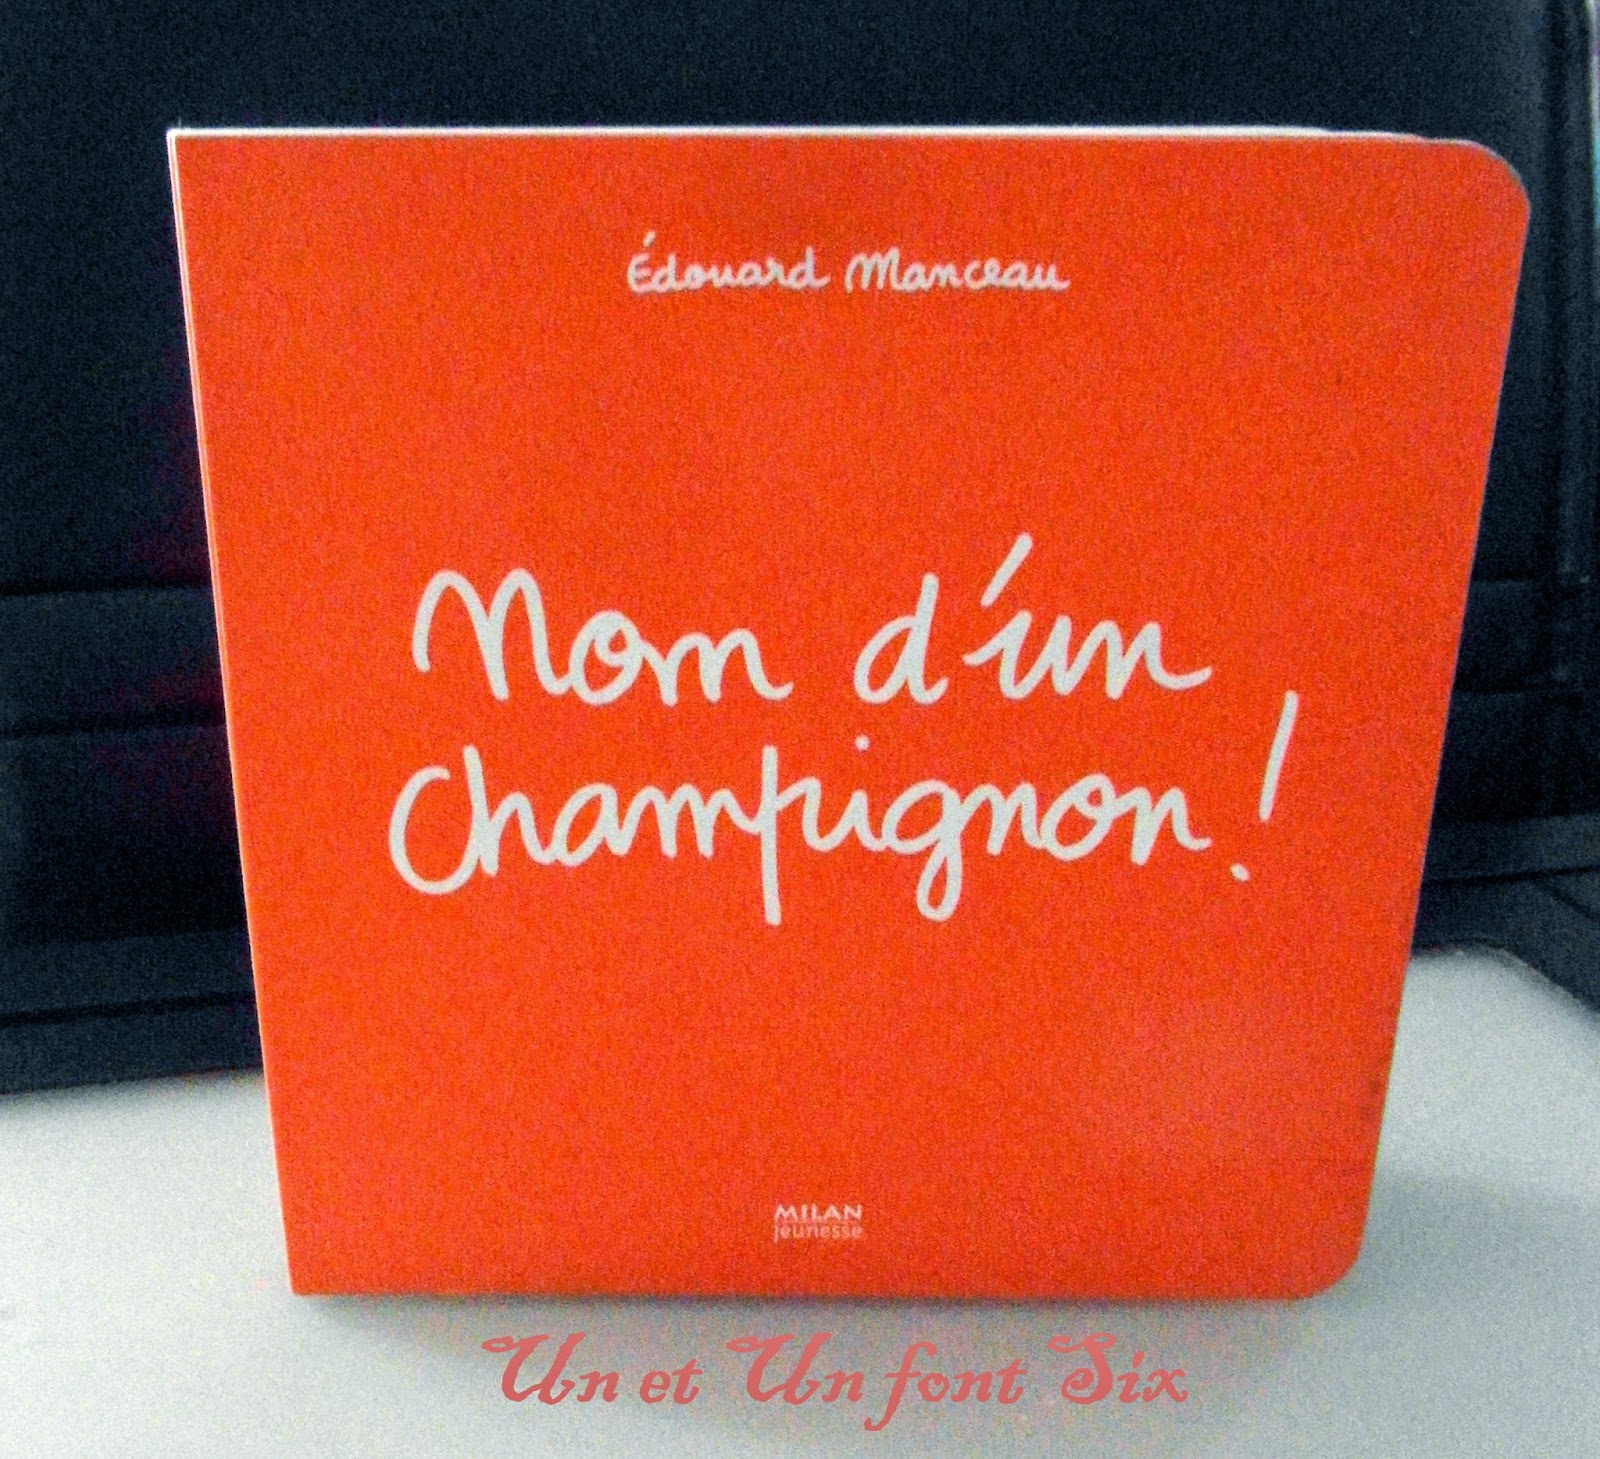 Édouard Manceau
Nom d'un
champignon!
MILAN
jeunesse
Un et Un font Six